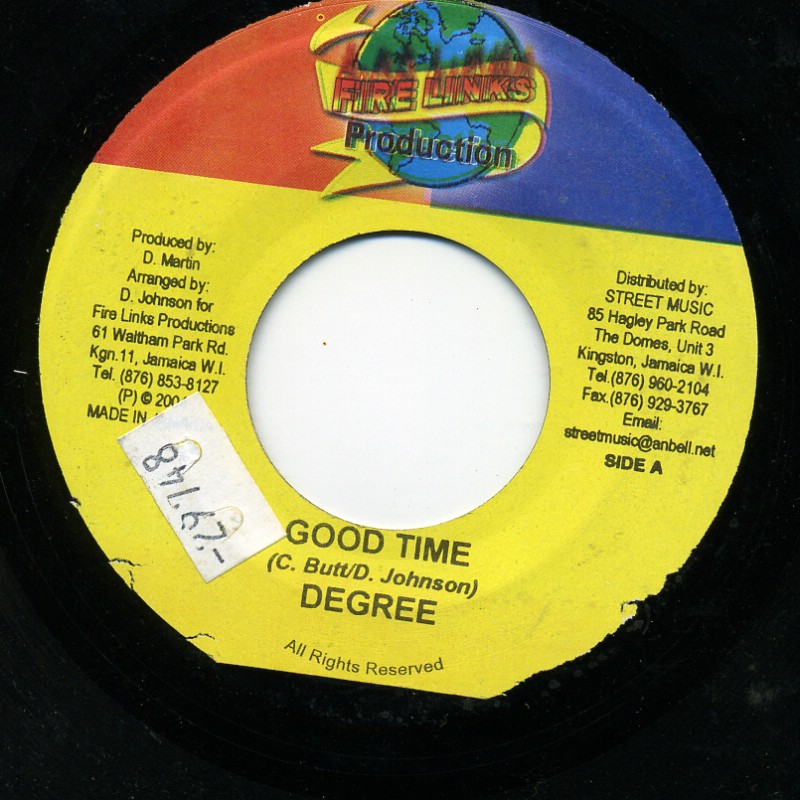 FIRE LINKS
Production
Produced by:
D. Martin
Arranged by:
D. Johnson for
Fire Links Productions
61 Waltham Park Rd.
Kgn.11, Jamaica W.I.
Tel. (876) 853-8127
(P) ©
MADE IN
Distributed by:
STREET MUSIC
85 Hagley Park Road
The Domes, Unit 3
Kingston, Jamaica W.I.
Tel.(876) 960-2104
Fax.(876) 929-3767
Email:
streetmusic@anbell.net
SIDE A
GOOD TIME
(C. Butt/D. Johnson)
DEGREE
All Rights Reserved